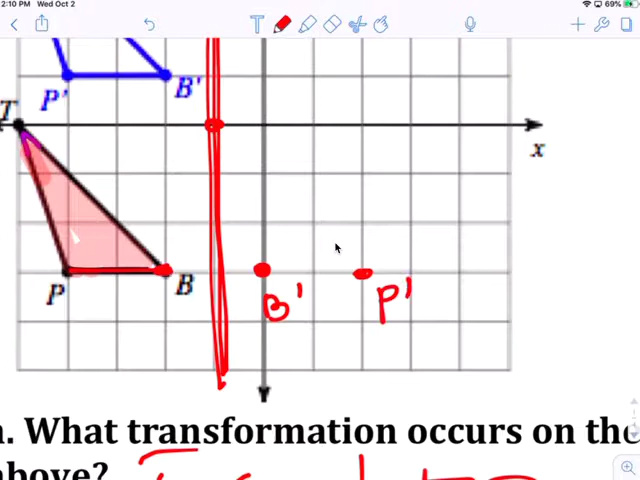 2:10 PM Wed Oct 2
69%
T
P' B'
T
x
P B
B' P'
n. What transformation occurs on the
above?